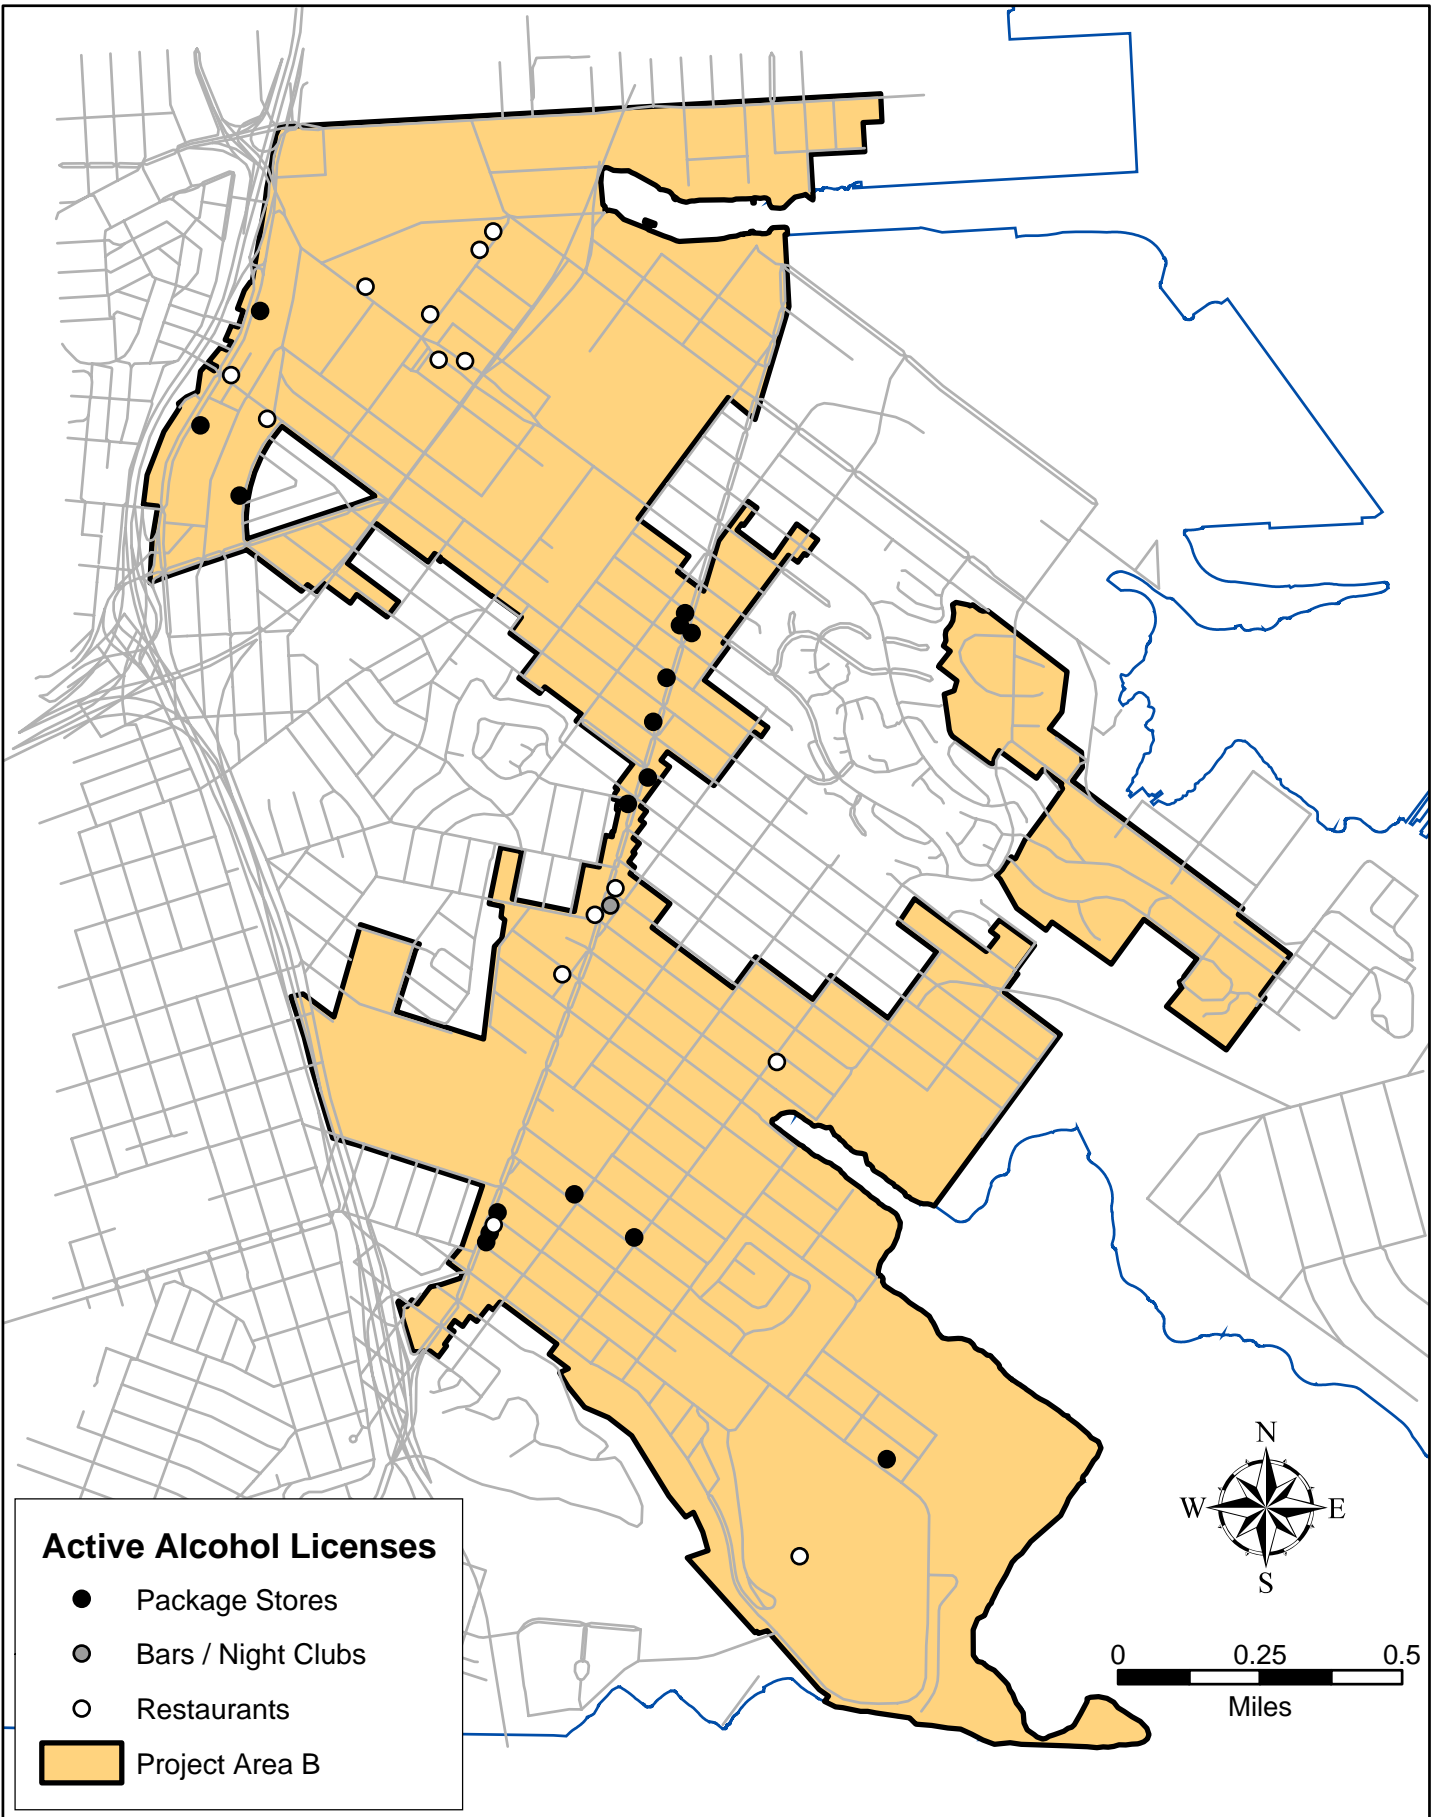 N
W E
S
0 0.25 0.5
Miles
Active Alcohol Licenses
Package Stores
Bars / Night Clubs
Restaurants
Project Area B